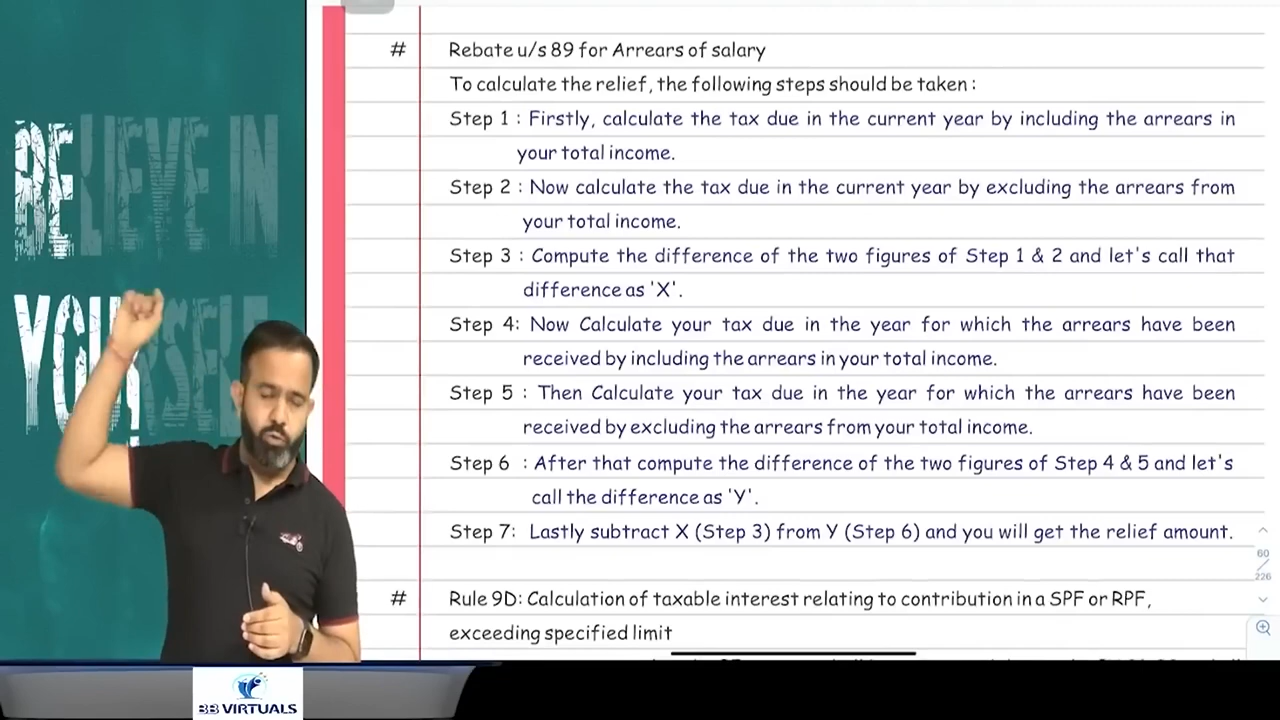 BELIEVE IN
# Rebate u/s 89 for Arrears of salary
To calculate the relief, the following steps should be taken :
Step 1 : Firstly, calculate the tax due in the current year by including the arrears in
your total income.
Step 2 : Now calculate the tax due in the current year by excluding the arrears from
your total income.
Step 3 : Compute the difference of the two figures of Step 1 & 2 and let's call that
difference as 'X'.
Step 4: Now Calculate your tax due in the year for which the arrears have been
received by including the arrears in your total income.
Step 5 : Then Calculate your tax due in the year for which the arrears have been
received by excluding the arrears from your total income.
Step 6 : After that compute the difference of the two figures of Step 4 & 5 and let's
call the difference as 'Y'.
Step 7: Lastly subtract X (Step 3) from Y (Step 6) and you will get the relief amount.
60
226
# Rule 9D: Calculation of taxable interest relating to contribution in a SPF or RPF,
exceeding specified limit
BB VIRTUALS